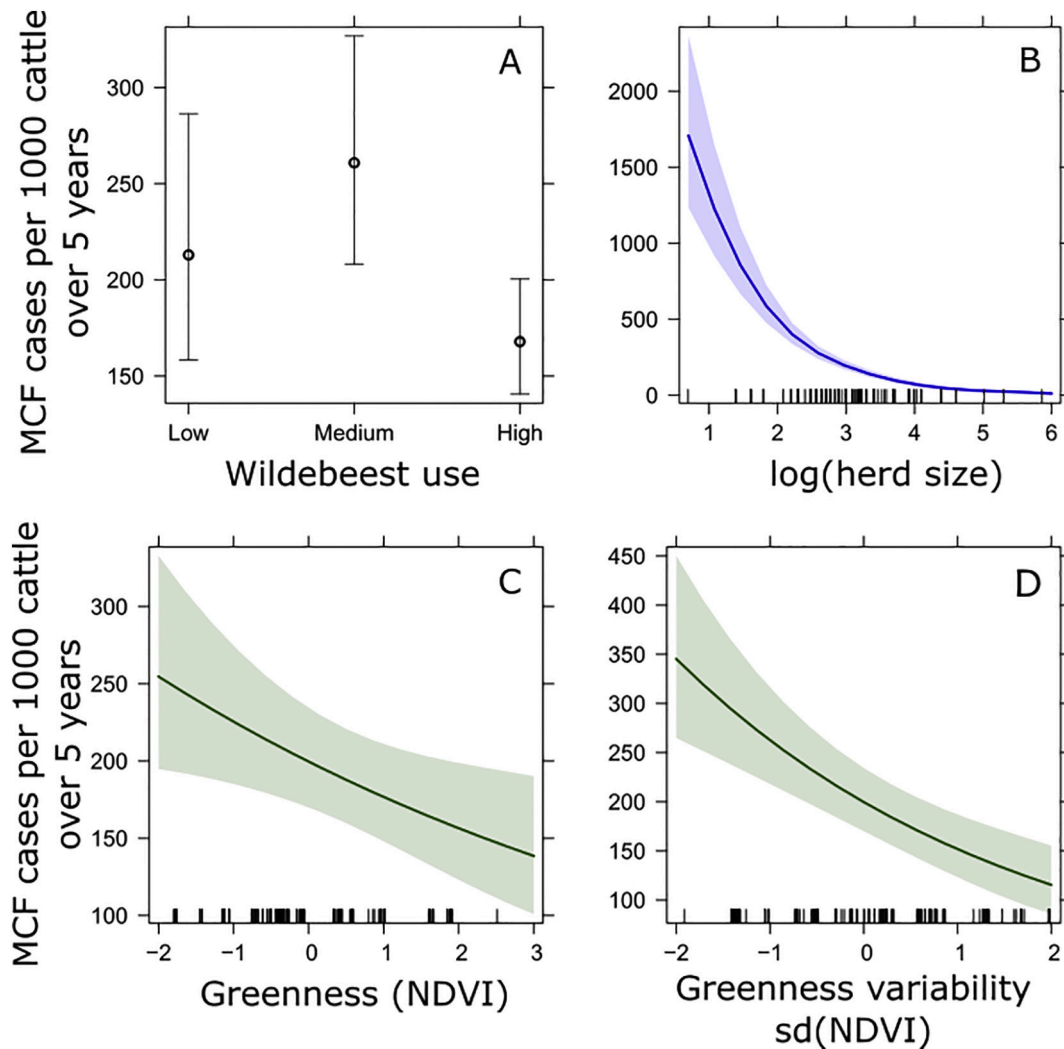 A
MCF cases per 1000 cattle
over 5 years
300
250
200
150
Low
Medium
High
Wildebeest use
B
2000
1500
1000
500
0
1
2
3
4
5
6
log(herd size)
C
MCF cases per 1000 cattle
over 5 years
300
250
200
150
100
−2
−1
0
1
2
3
Greenness (NDVI)
D
450
400
350
300
250
200
150
100
−2
−1
0
1
2
Greenness variability
sd(NDVI)